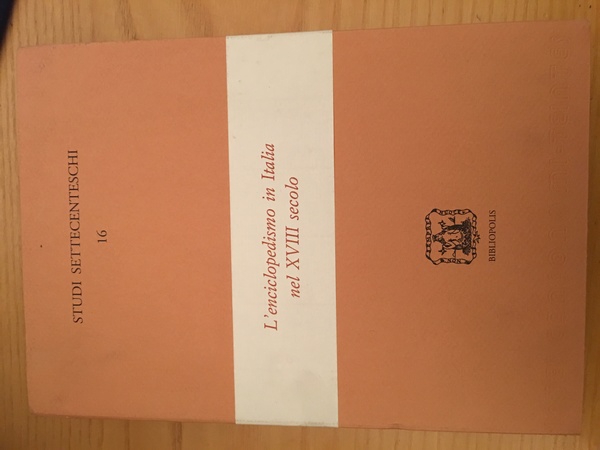 STUDI SETTECENTESCHI
16
L'enciclopedismo in Italia
nel XVIII secolo
BIBLIOPOLIS